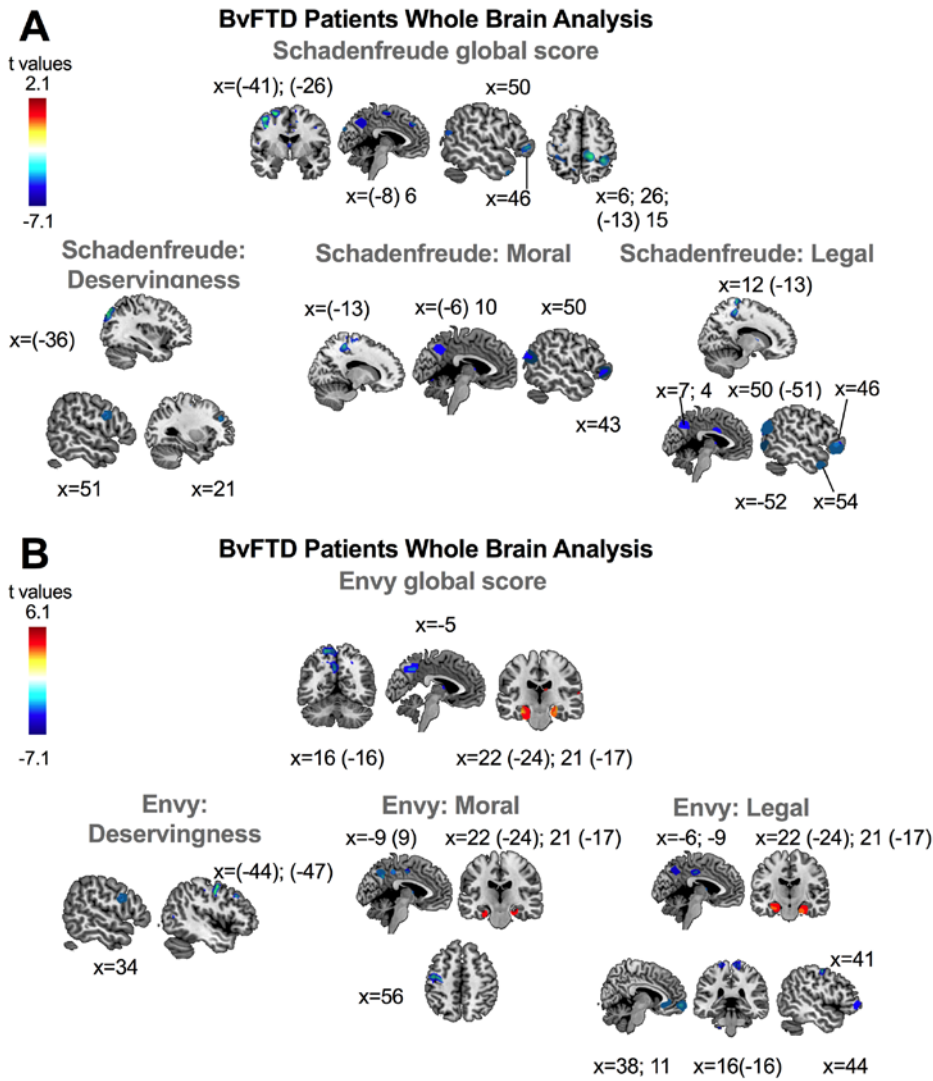 A
BvFTD Patients Whole Brain Analysis
Schadenfreude global score
t values
2.1
-7.1
x=(-41); (-26)
x=50
x=(-8) 6
x=46
x=6; 26;
(-13) 15
Schadenfreude:
Deservingness
x=(-36)
x=51
x=21
Schadenfreude: Moral
x=(-13)
x=(-6) 10
x=50
x=43
Schadenfreude: Legal
x=12 (-13)
x=7; 4
x=50 (-51)
x=46
x=-52
x=54
B
BvFTD Patients Whole Brain Analysis
Envy global score
t values
6.1
-7.1
x=-5
x=16 (-16)
x=22 (-24); 21 (-17)
Envy:
Deservingness
x=(-44); (-47)
x=34
Envy: Moral
x=-9 (9)
x=22 (-24); 21 (-17)
x=56
Envy: Legal
x=-6; -9
x=22 (-24); 21 (-17)
x=41
x=38; 11
x=16(-16)
x=44